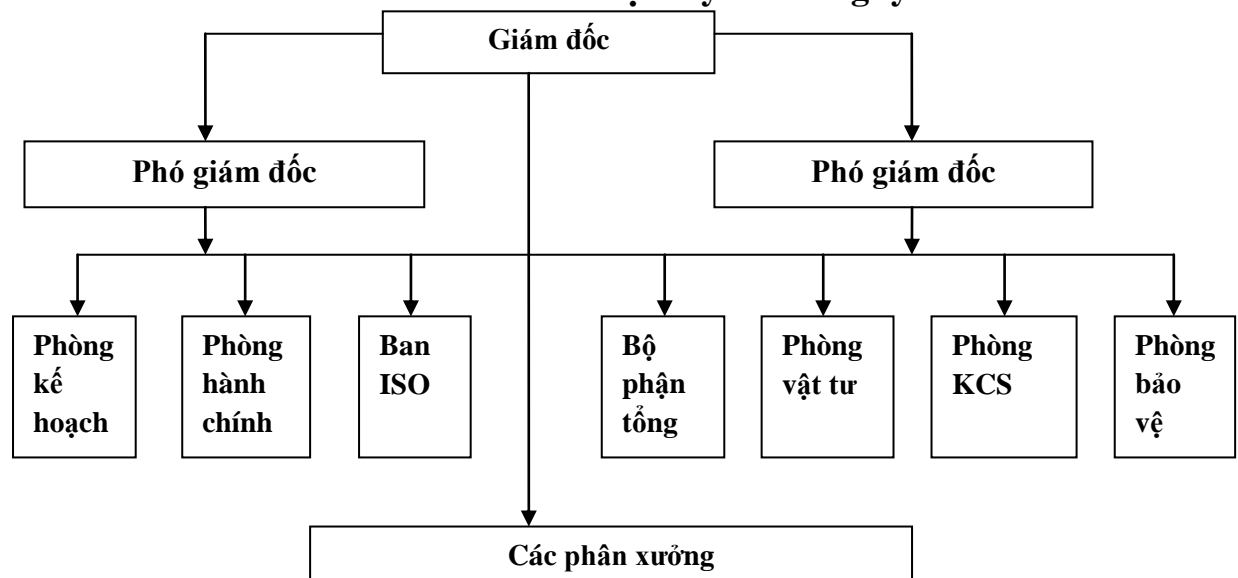 Giám đốc
Phó giám đốc
Phó giám đốc
Phòng
kế
hoạch
Phòng
hành
chính
Ban
ISO
Bộ
phận
tổng
Phòng
vật tư
Phòng
KCS
Phòng
bảo
vệ
Các phân xưởng